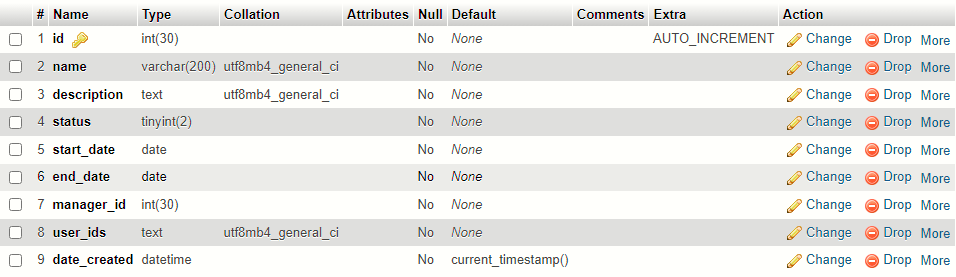 # Name Type Collation Attributes Null Default Comments Extra Action
1 id int(30) No None AUTO_INCREMENT Change Drop More
2 name varchar(200) utf8mb4_general_ci No None Change Drop More
3 description text utf8mb4_general_ci No None Change Drop More
4 status tinyint(2) No None Change Drop More
5 start_date date No None Change Drop More
6 end_date date No None Change Drop More
7 manager_id int(30) No None Change Drop More
8 user_ids text utf8mb4_general_ci No None Change Drop More
9 date_created datetime No current_timestamp() Change Drop More